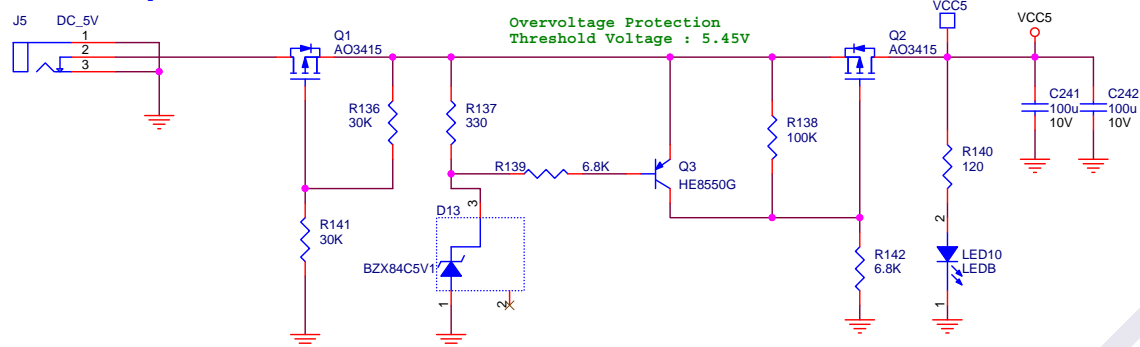 J5 DC_5V
1
2
3
Q1
AO3415
Overvoltage Protection
Threshold Voltage : 5.45V
Q2
AO3415
VCC5
VCC5
R136
30K
R137
330
R138
100K
C241
100u
10V
C242
100u
10V
R139 6.8K
Q3
HE8550G
R140
120
R141
30K
D13
3
BZX84C5V1
1
2
R142
6.8K
2
LED10
LEDB
1